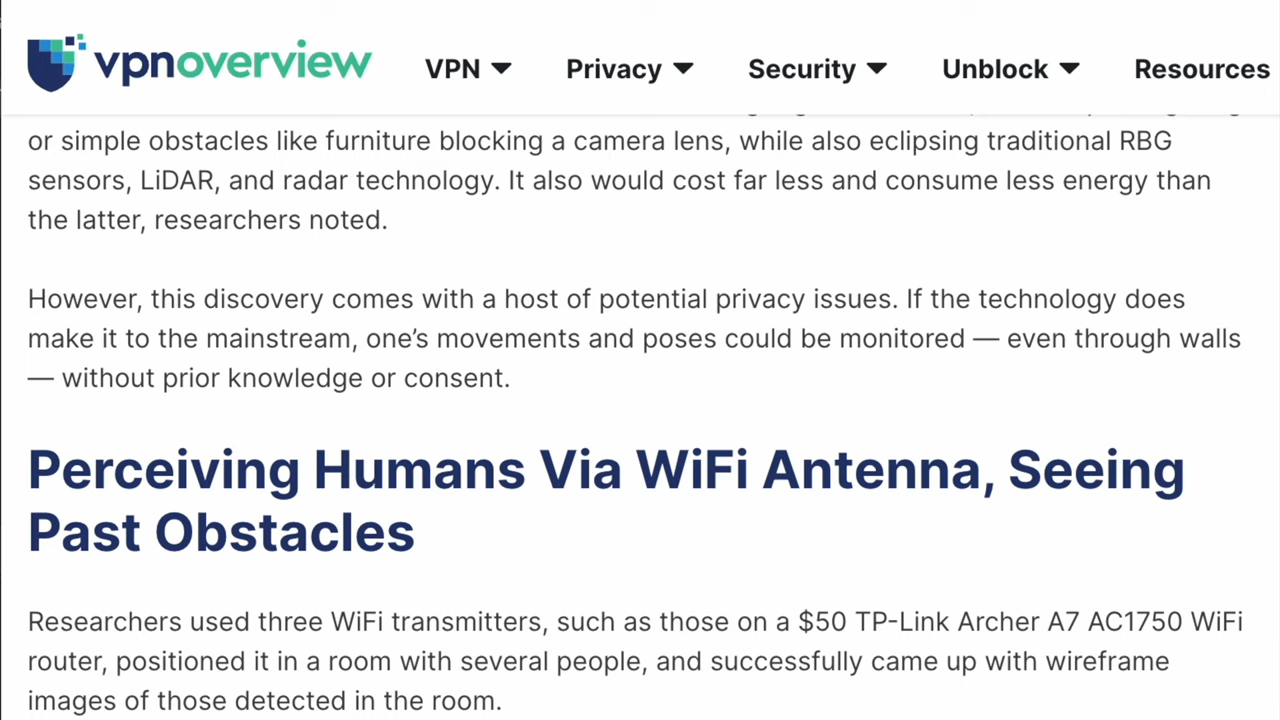 vpnoverview
VPN
Privacy
Security
Unblock
Resources
or simple obstacles like furniture blocking a camera lens, while also eclipsing traditional RBG
sensors, LiDAR, and radar technology. It also would cost far less and consume less energy than
the latter, researchers noted.
However, this discovery comes with a host of potential privacy issues. If the technology does
make it to the mainstream, one’s movements and poses could be monitored — even through walls
— without prior knowledge or consent.
Perceiving Humans Via WiFi Antenna, Seeing
Past Obstacles
Researchers used three WiFi transmitters, such as those on a $50 TP-Link Archer A7 AC1750 WiFi
router, positioned it in a room with several people, and successfully came up with wireframe
images of those detected in the room.